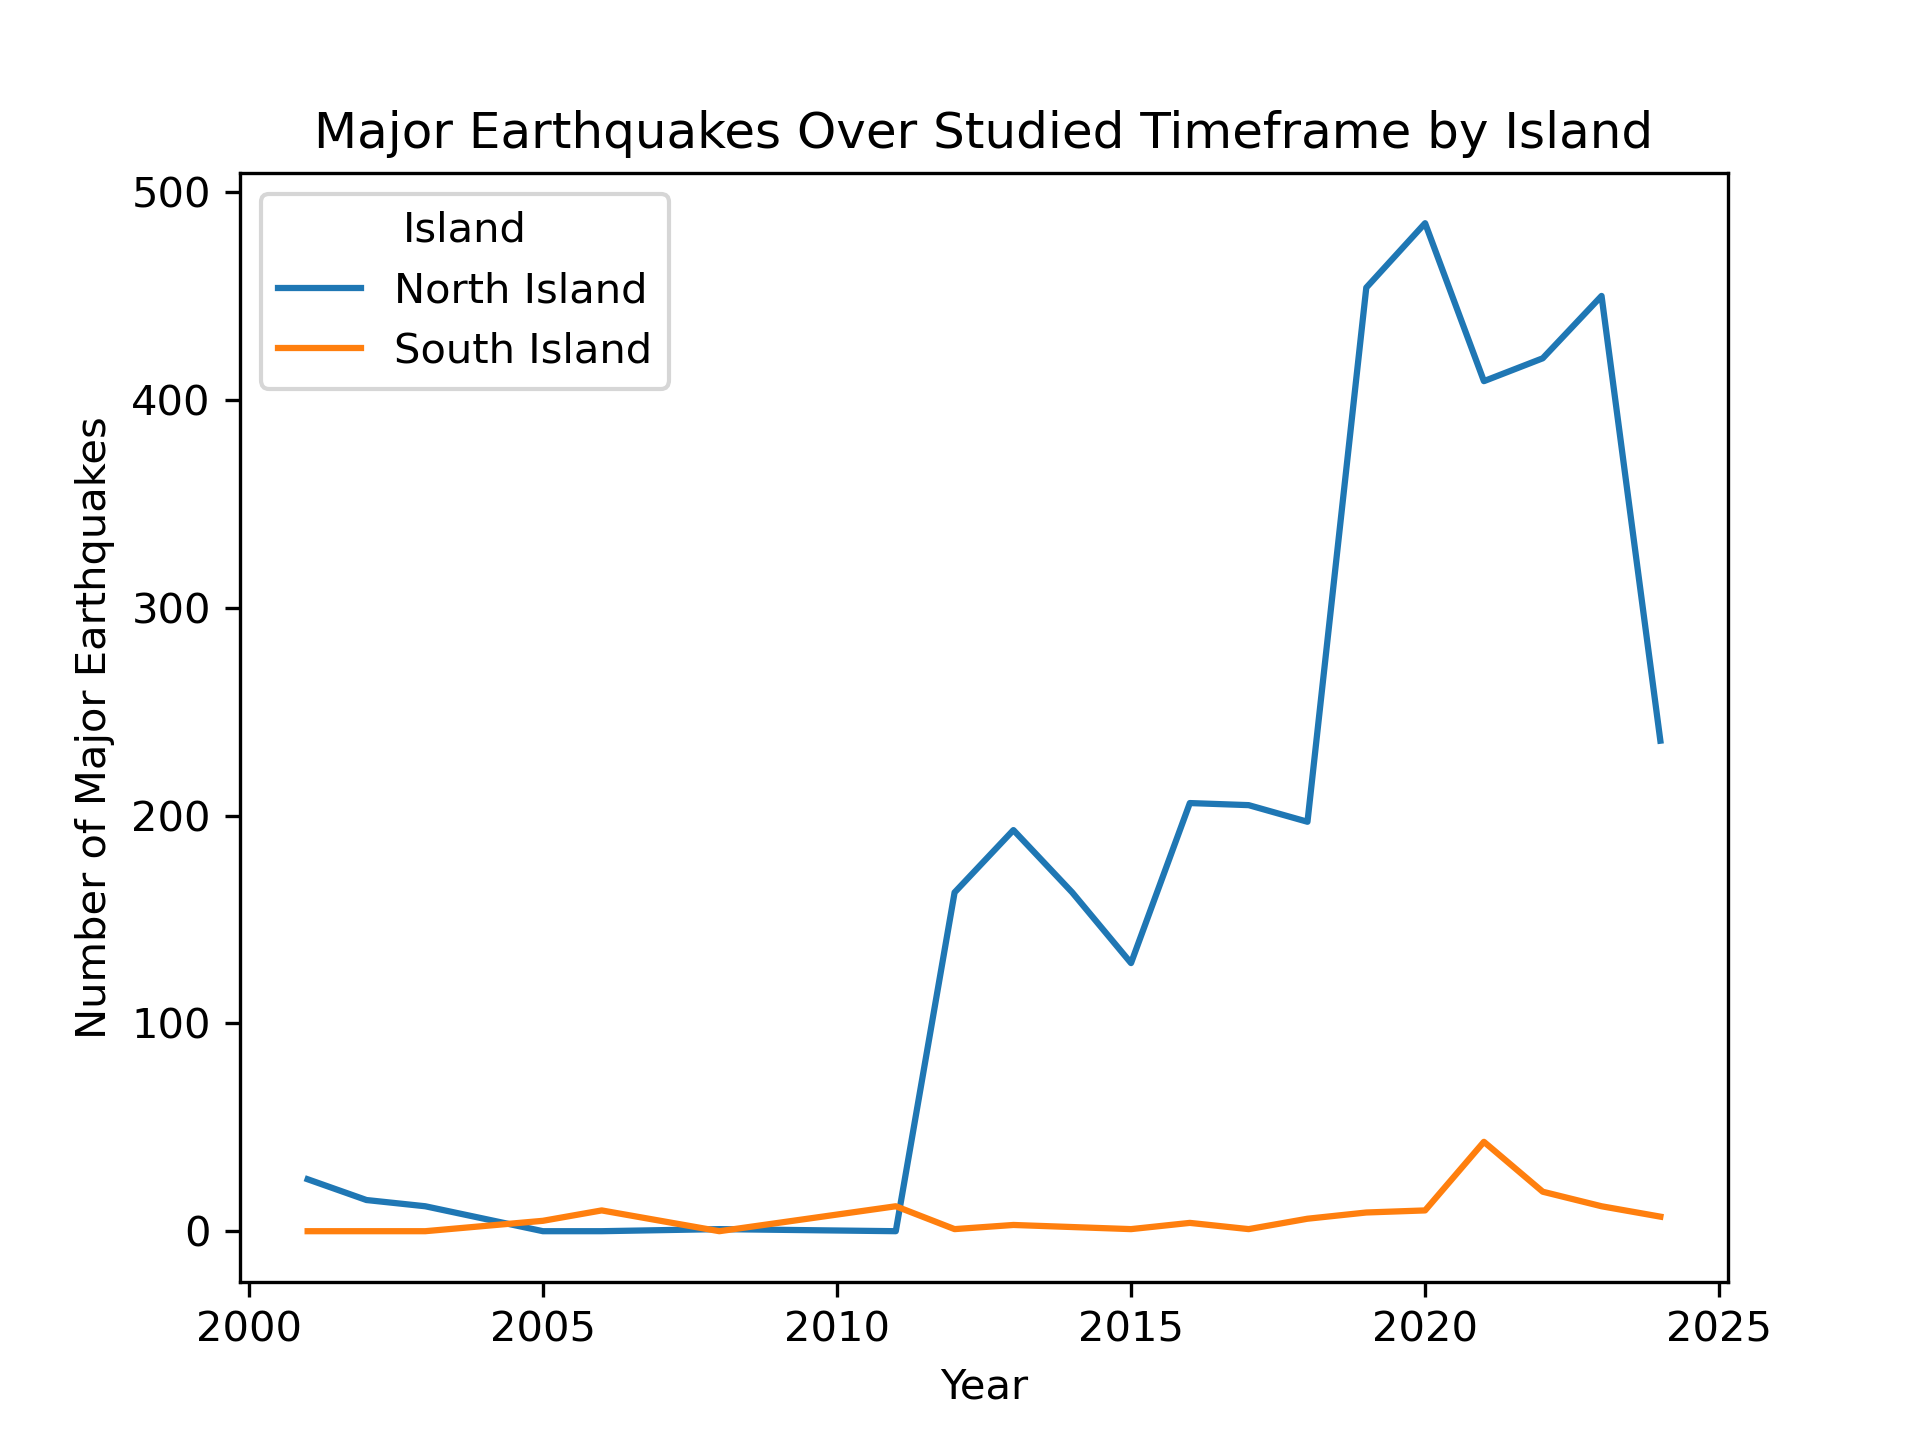 Major Earthquakes Over Studied Timeframe by Island
Island
North Island
South Island
Number of Major Earthquakes
500
400
300
200
100
0
2000
2005
2010
2015
2020
2025
Year